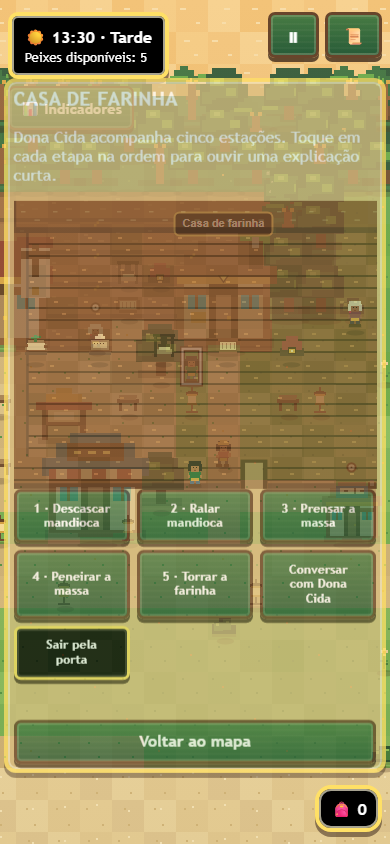 13:30 · Tarde
Peixes disponíveis: 5
CASA DE FARINHA
Indicadores
Dona Cida acompanha cinco estações. Toque em
cada etapa na ordem para ouvir uma explicação
curta.
Casa de farinha
1 · Descascar
mandioca
2 · Ralar
mandioca
3 · Prensar a
massa
4 · Peneirar a
massa
5 · Torrar a
farinha
Conversar
com Dona
Cida
Sair pela
porta
Voltar ao mapa
0